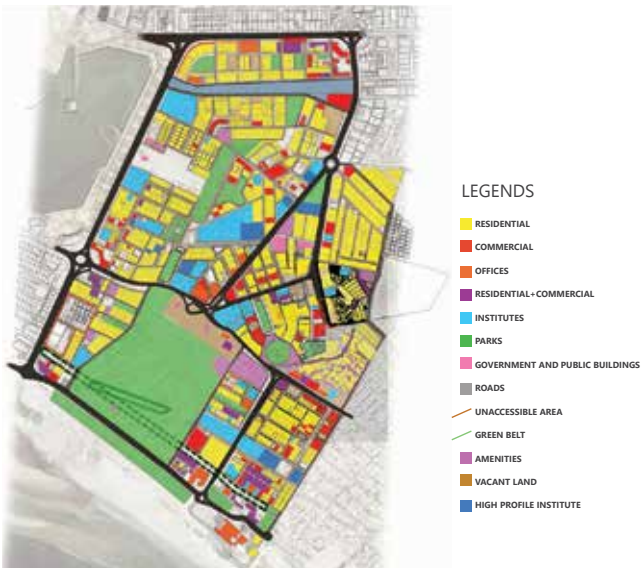 LEGENDS
RESIDENTIAL
COMMERCIAL
OFFICES
RESIDENTIAL+COMMERCIAL
INSTITUTES
PARKS
GOVERNMENT AND PUBLIC BUILDINGS
ROADS
UNACCESSIBLE AREA
GREEN BELT
AMENITIES
VACANT LAND
HIGH PROFILE INSTITUTE